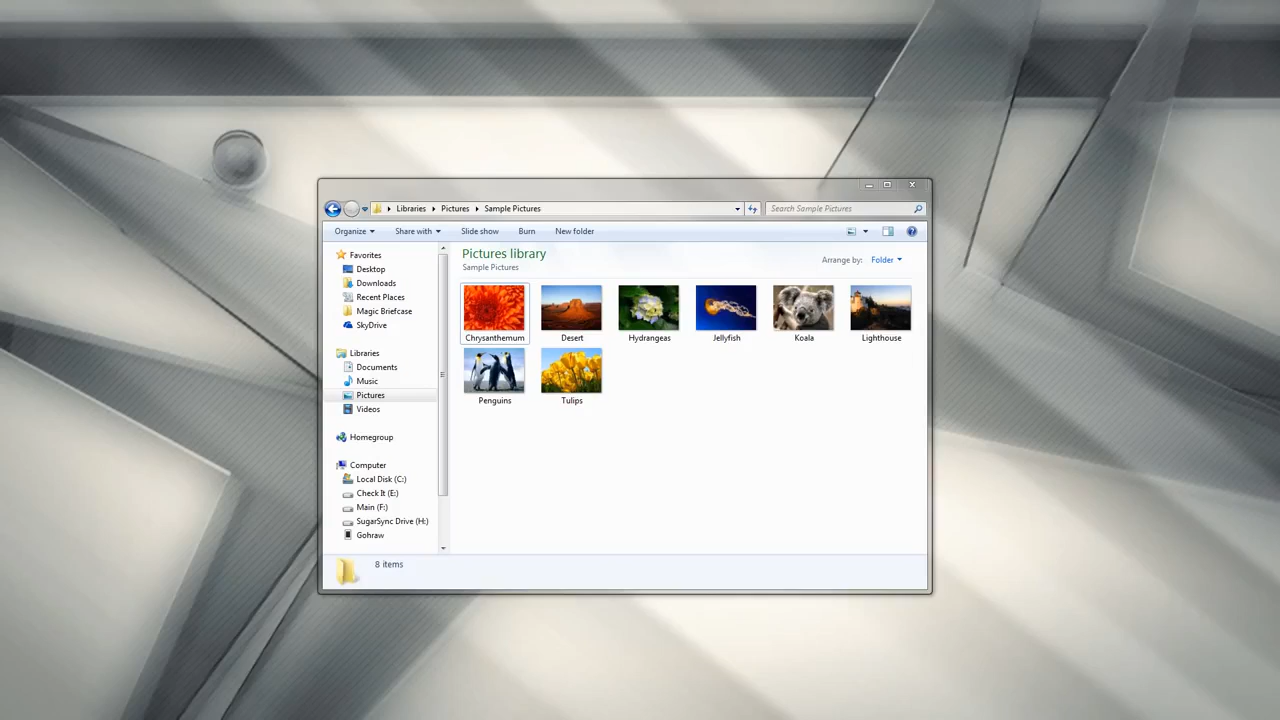 Libraries Pictures Sample Pictures
Search Sample Pictures
Organize Share with Slide show Burn New folder
Favorites
Desktop
Downloads
Recent Places
Magic Briefcase
SkyDrive
Libraries
Documents
Music
Pictures
Videos
Homegroup
Computer
Local Disk (C:)
Check It (E:)
Main (F:)
SugarSync Drive (H:)
Gohraw
Pictures library
Sample Pictures
Arrange by: Folder
Chrysanthemum Desert Hydrangeas Jellyfish Koala Lighthouse
Penguins Tulips
8 items